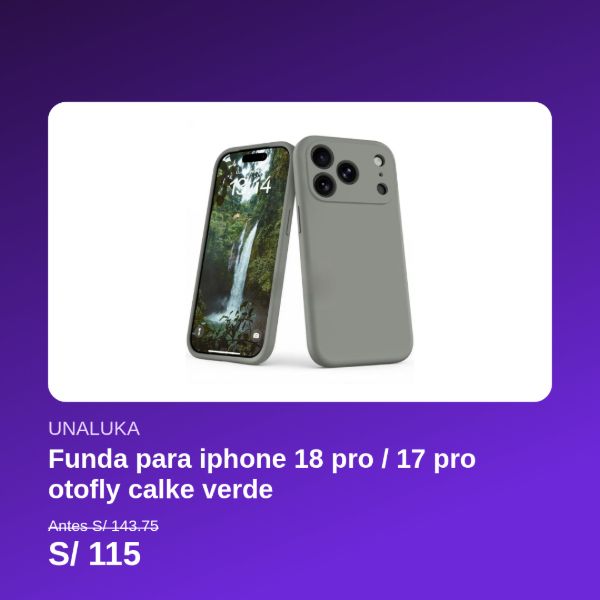 UNALUKA
Funda para iphone 18 pro / 17 pro
otofly calke verde
Antes S/ 143.75
S/ 115